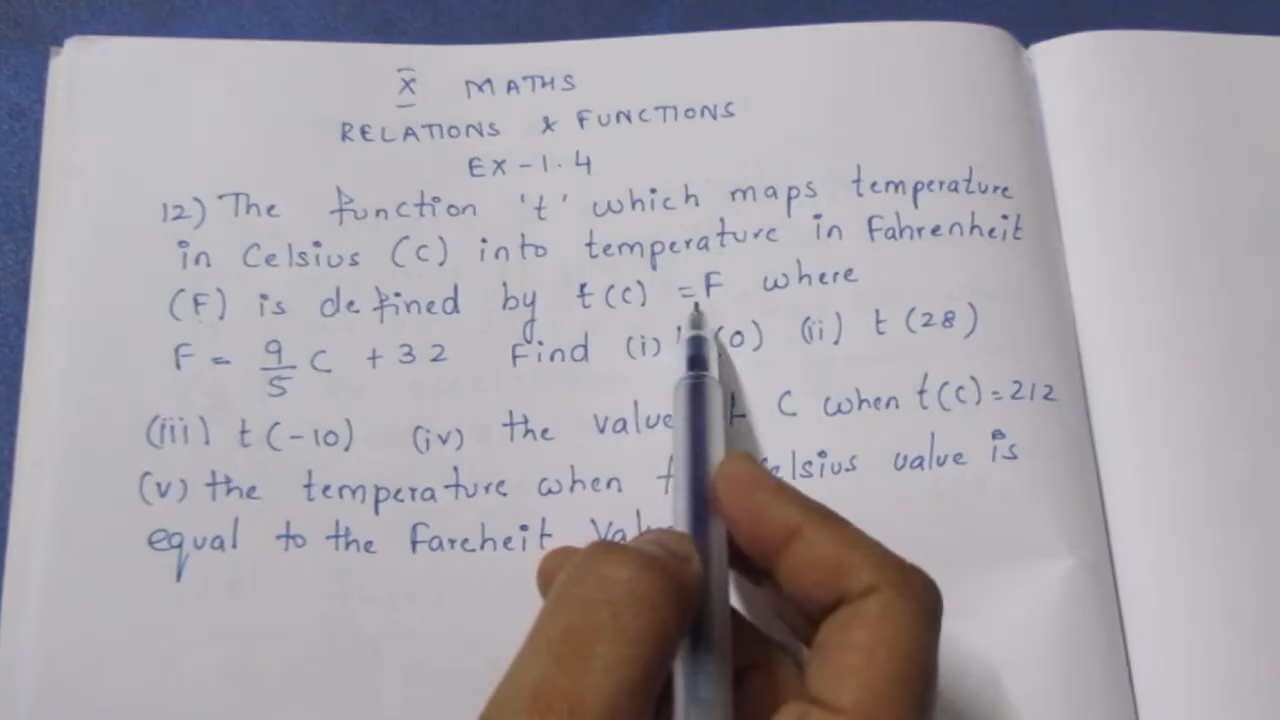 X MATHS
RELATIONS & FUNCTIONS
EX-1.4
12) The function 't' which maps temperature
in Celsius (C) into temperature in Fahrenheit
(F) is defined by t(C) = F where
F = 9/5 C + 32 Find (i) (0) (ii) t(28)
(iii) t(-10) (iv) the value C when t(C)=212
(v) the temperature when value is
equal to the Farcheit